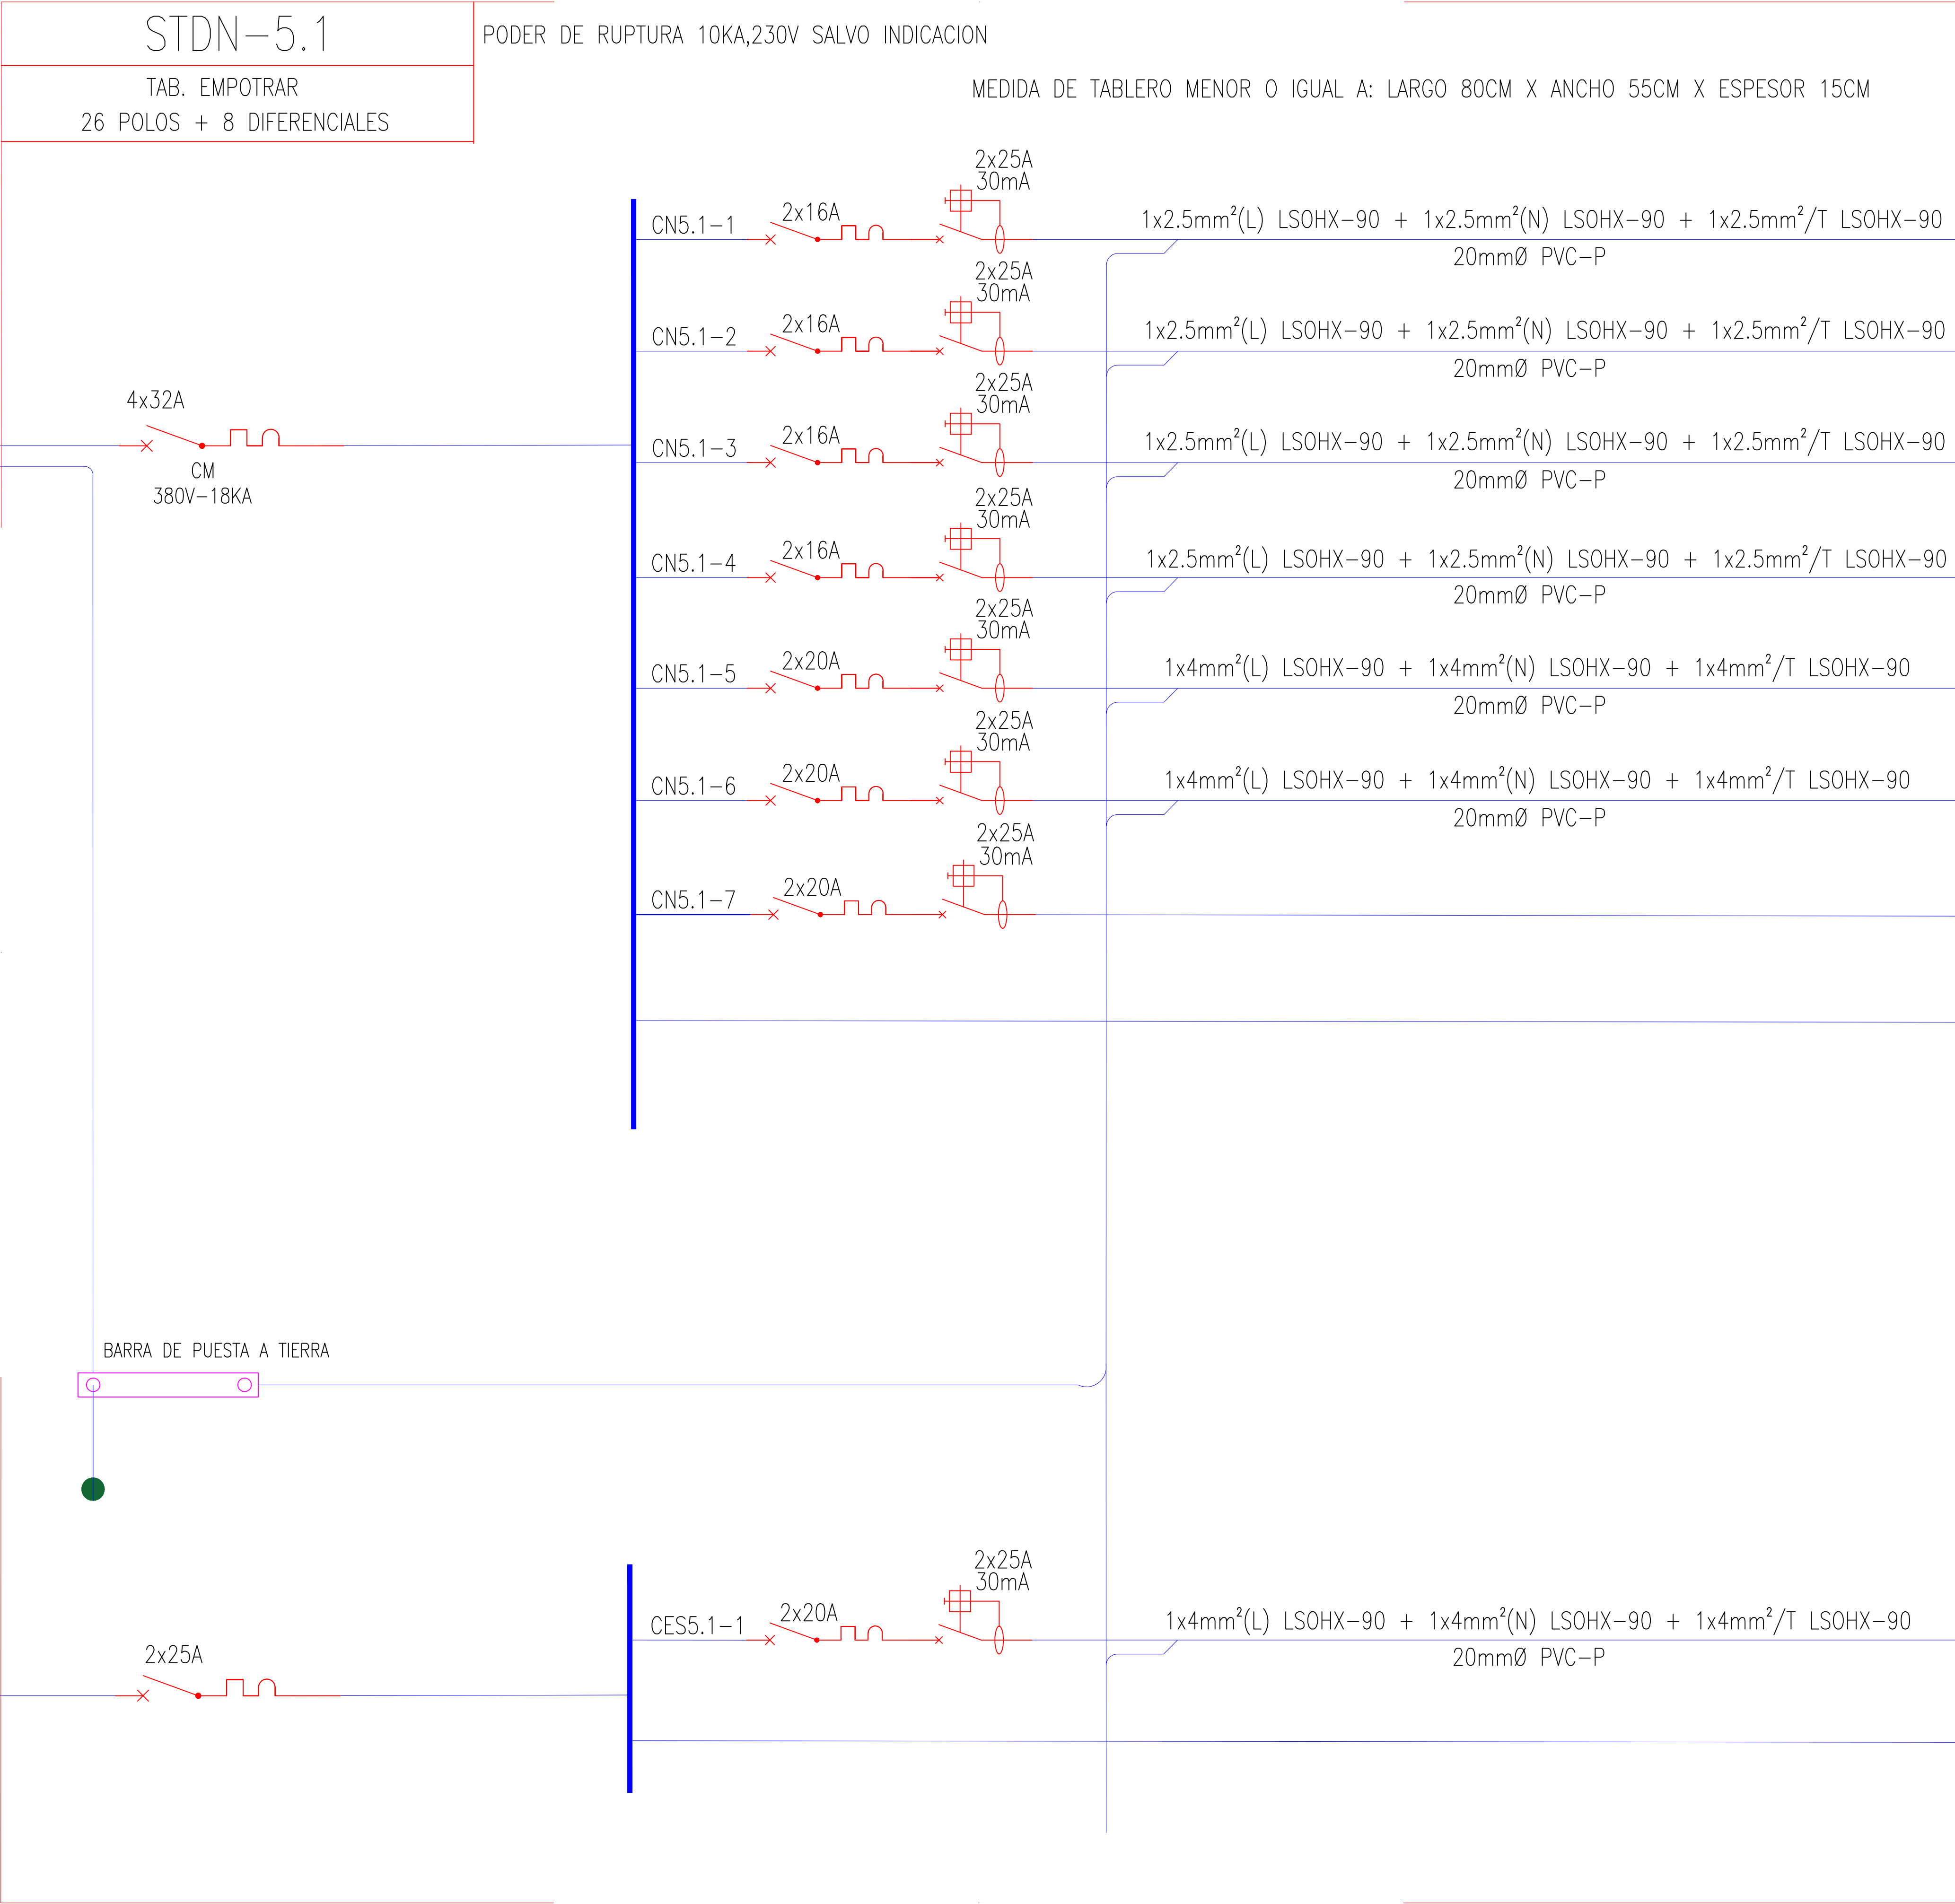 STDN-5.1
PODER DE RUPTURA 10KA,230V SALVO INDICACION
TAB. EMPOTRAR
26 POLOS + 8 DIFERENCIALES
MEDIDA DE TABLERO MENOR O IGUAL A: LARGO 80CM X ANCHO 55CM X ESPESOR 15CM
2x25A
30mA
CN5.1-1
2x16A
1x2.5mm²(L) LSOHX-90 + 1x2.5mm²(N) LSOHX-90 + 1x2.5mm²/T LSOHX-90
20mmØ PVC-P
2x25A
30mA
CN5.1-2
2x16A
1x2.5mm²(L) LSOHX-90 + 1x2.5mm²(N) LSOHX-90 + 1x2.5mm²/T LSOHX-90
20mmØ PVC-P
4x32A
CM
380V-18KA
2x25A
30mA
CN5.1-3
2x16A
1x2.5mm²(L) LSOHX-90 + 1x2.5mm²(N) LSOHX-90 + 1x2.5mm²/T LSOHX-90
20mmØ PVC-P
2x25A
30mA
CN5.1-4
2x16A
1x2.5mm²(L) LSOHX-90 + 1x2.5mm²(N) LSOHX-90 + 1x2.5mm²/T LSOHX-90
20mmØ PVC-P
2x25A
30mA
CN5.1-5
2x20A
1x4mm²(L) LSOHX-90 + 1x4mm²(N) LSOHX-90 + 1x4mm²/T LSOHX-90
20mmØ PVC-P
2x25A
30mA
CN5.1-6
2x20A
1x4mm²(L) LSOHX-90 + 1x4mm²(N) LSOHX-90 + 1x4mm²/T LSOHX-90
20mmØ PVC-P
2x25A
30mA
CN5.1-7
2x20A
BARRA DE PUESTA A TIERRA
2x25A
30mA
CES5.1-1
2x20A
1x4mm²(L) LSOHX-90 + 1x4mm²(N) LSOHX-90 + 1x4mm²/T LSOHX-90
20mmØ PVC-P
2x25A